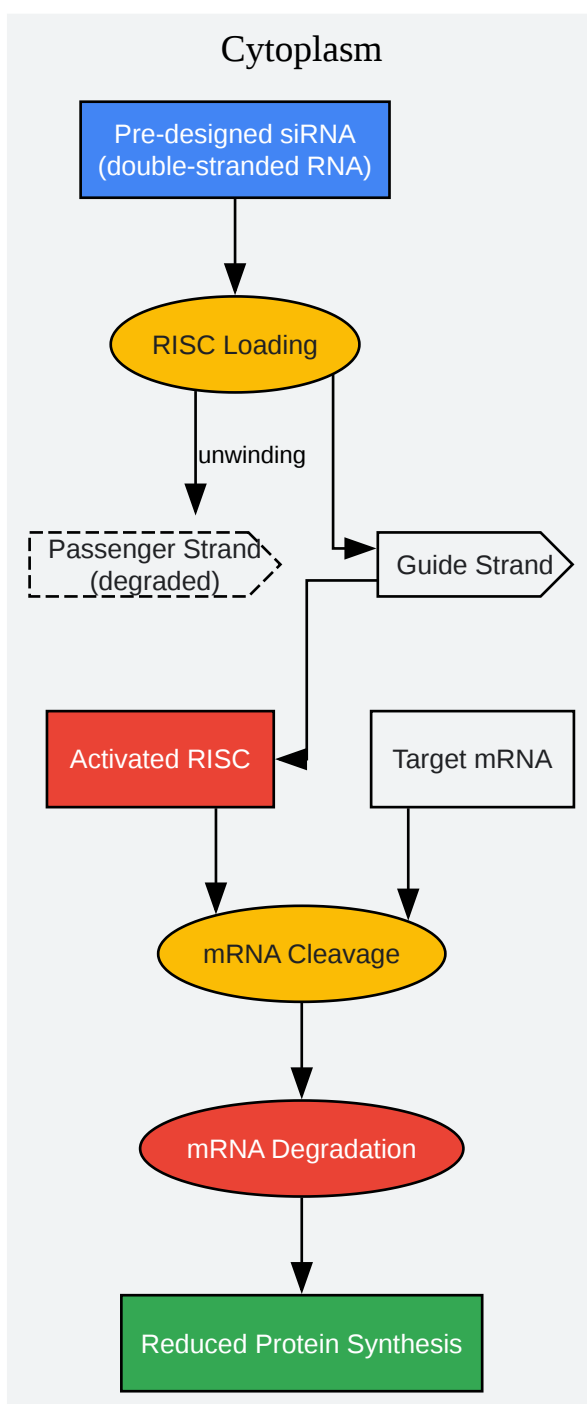 Cytoplasm
Pre-designed siRNA
(double-stranded RNA)
RISC Loading
unwinding
Passenger Strand
(degraded)
Guide Strand
Activated RISC
Target mRNA
mRNA Cleavage
mRNA Degradation
Reduced Protein Synthesis